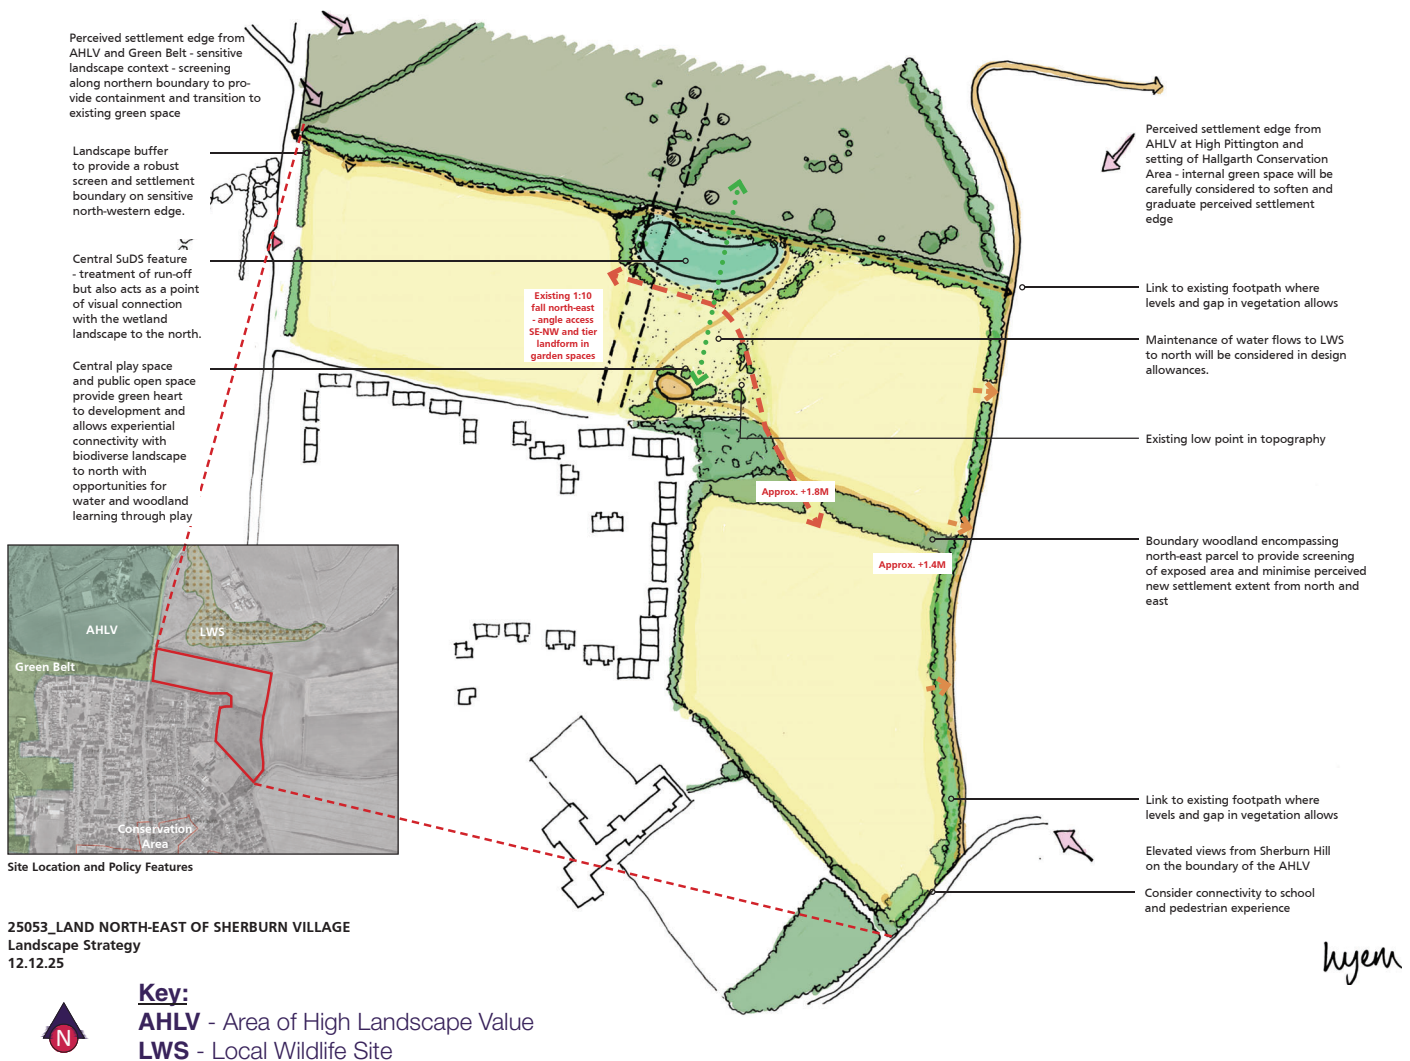 Perceived settlement edge from
AHLV and Green Belt - sensitive
landscape context - screening
along northern boundary to pro-
vide containment and transition to
existing green space
Landscape buffer
to provide a robust
screen and settlement
boundary on sensitive
north-western edge.
Central SuDS feature
- treatment of run-off
but also acts as a point
of visual connection
with the wetland
landscape to the north.
Central play space
and public open space
provide green heart
to development and
allows experiential
connectivity with
biodiverse landscape
to north with
opportunities for
water and woodland
learning through play
Existing 1:10
fall north-east
- angle access
SE-NW and tier
landform in
garden spaces
Approx. +1.8M
Approx. +1.4M
Perceived settlement edge from
AHLV at High Pittington and
setting of Hallgarth Conservation
Area - internal green space will be
carefully considered to soften and
graduate perceived settlement
edge
Link to existing footpath where
levels and gap in vegetation allows
Maintenance of water flows to LWS
to north will be considered in design
allowances.
Existing low point in topography
Boundary woodland encompassing
north-east parcel to provide screening
of exposed area and minimise perceived
new settlement extent from north and
east
Link to existing footpath where
levels and gap in vegetation allows
Elevated views from Sherburn Hill
on the boundary of the AHLV
Consider connectivity to school
and pedestrian experience
AHLV
LWS
Green Belt
Conservation
Area
Site Location and Policy Features
25053_LAND NORTH-EAST OF SHERBURN VILLAGE
Landscape Strategy
12.12.25
N
Key:
AHLV - Area of High Landscape Value
LWS - Local Wildlife Site
hyem